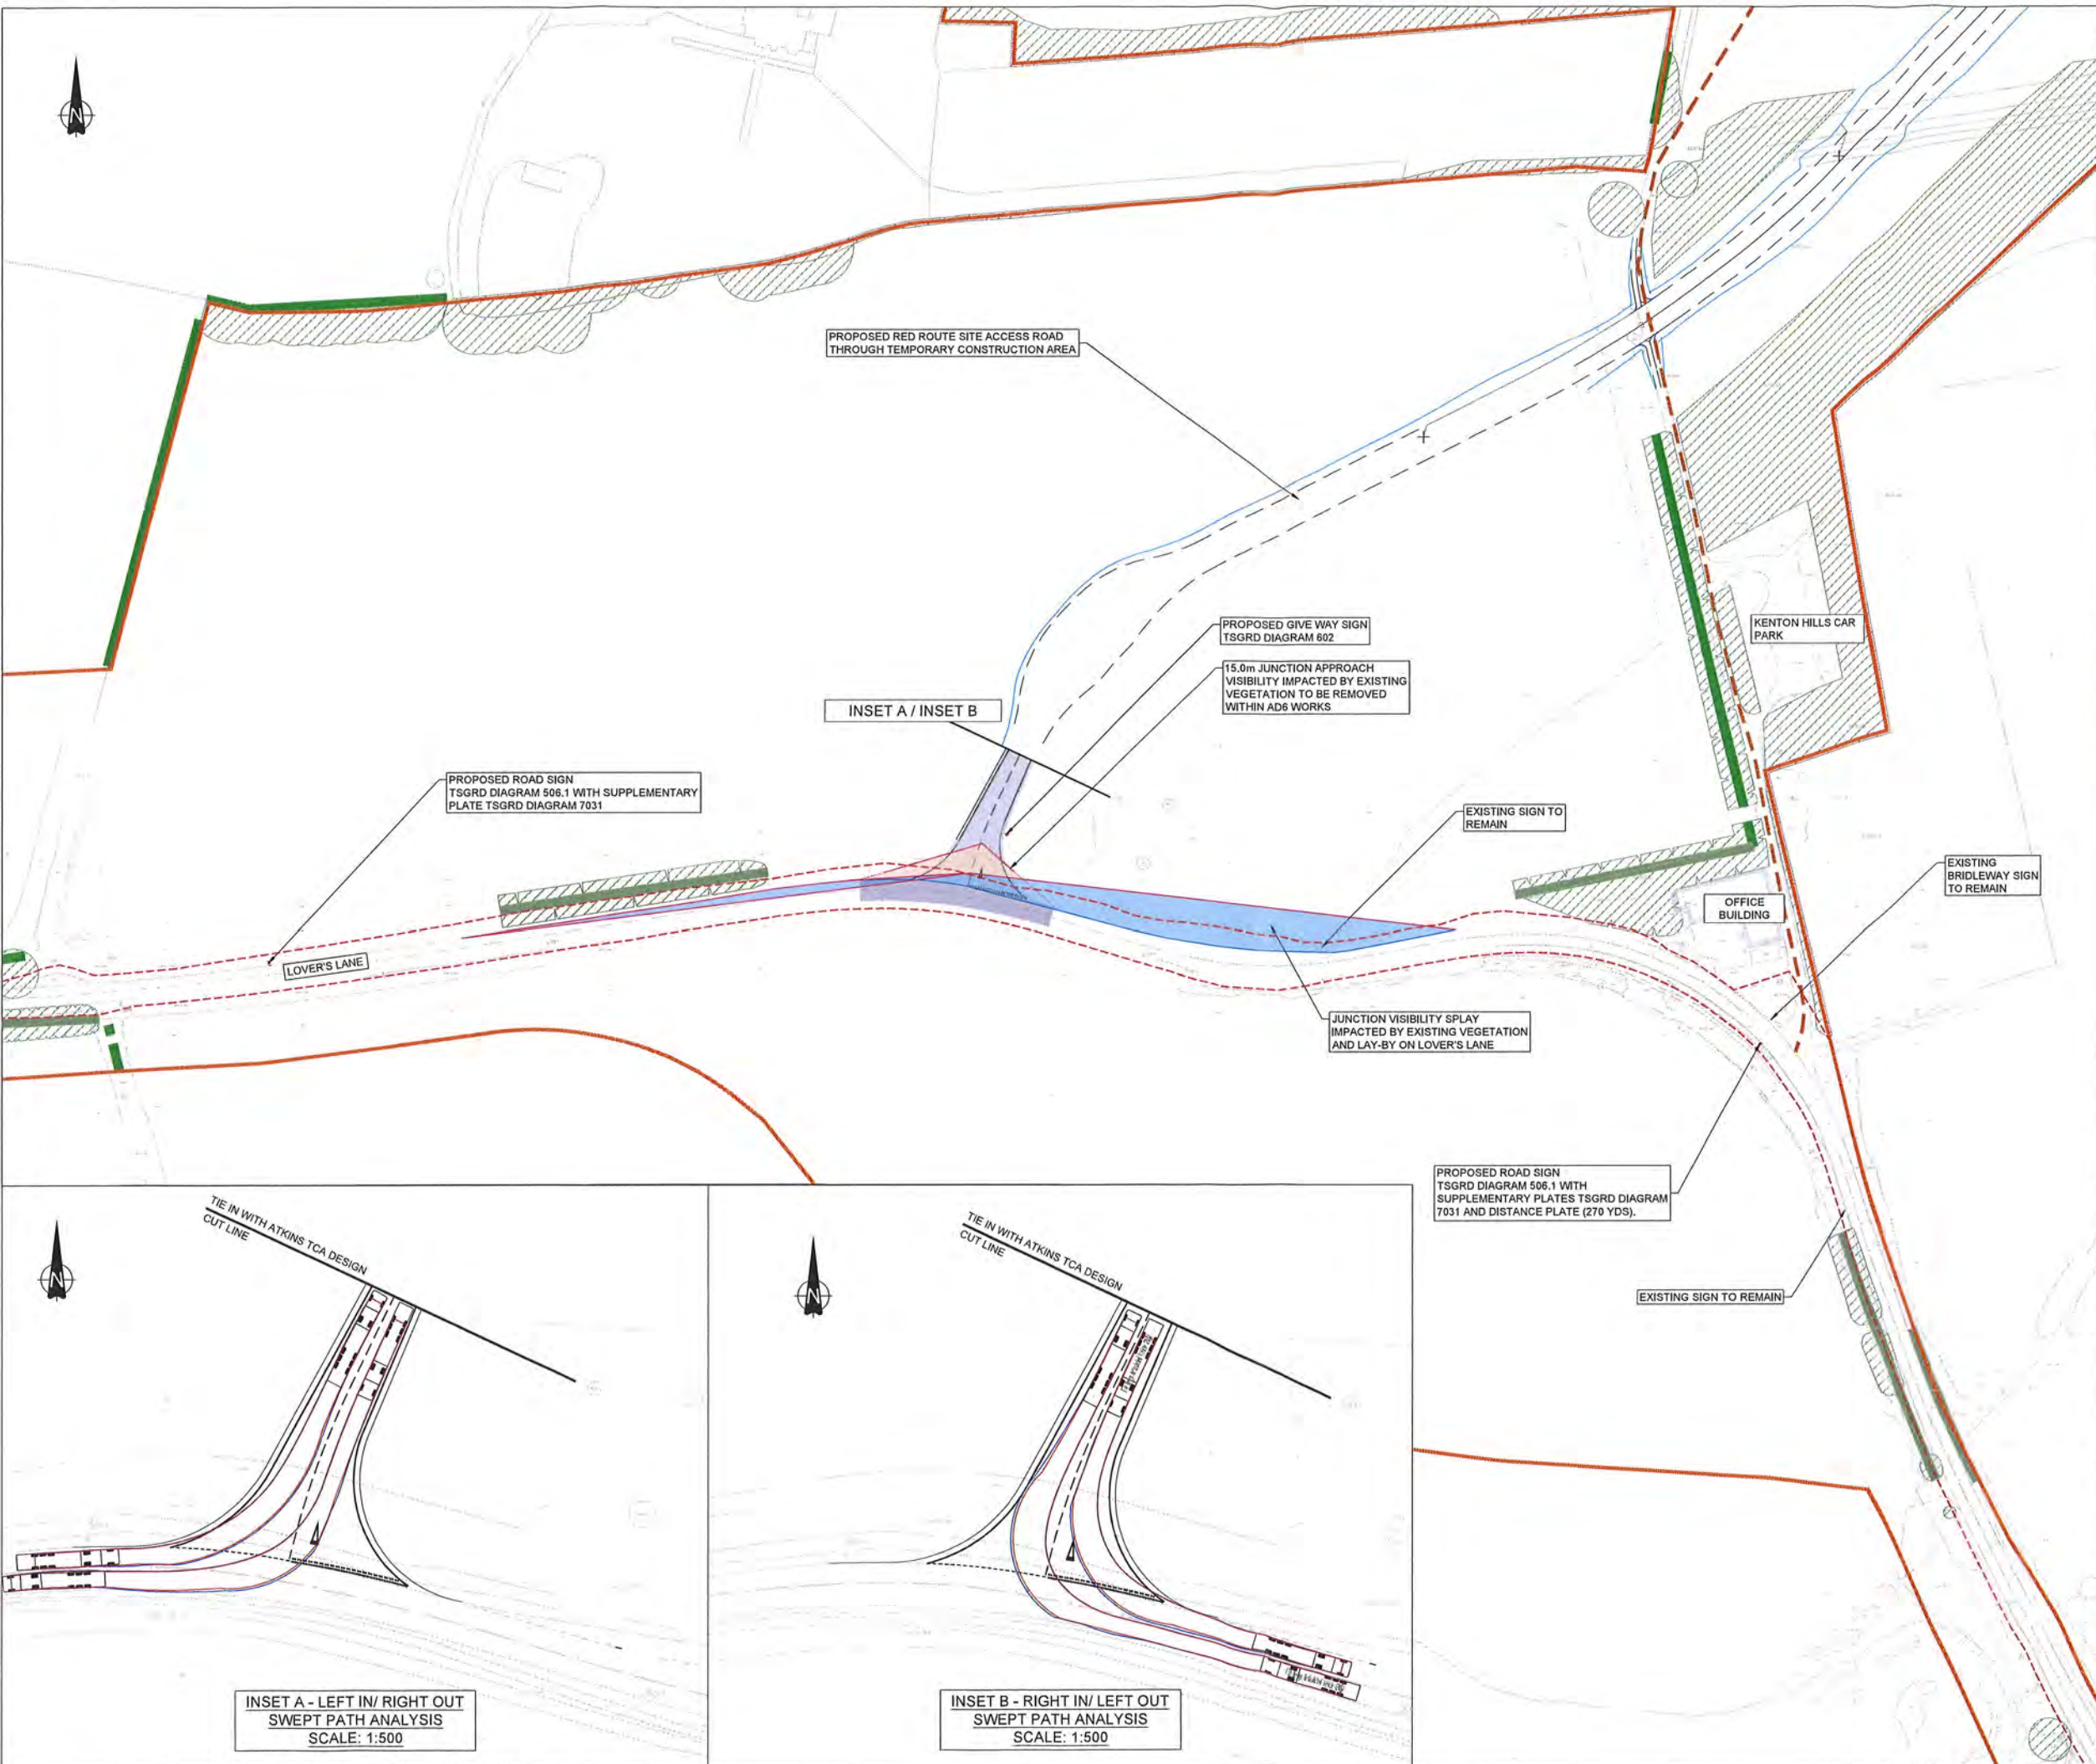 N
PROPOSED RED ROUTE SITE ACCESS ROAD
THROUGH TEMPORARY CONSTRUCTION AREA
PROPOSED GIVE WAY SIGN
TSGRD DIAGRAM 602
KENTON HILLS CAR
PARK
15.0m JUNCTION APPROACH
VISIBILITY IMPACTED BY EXISTING
VEGETATION TO BE REMOVED
WITHIN AD6 WORKS
INSET A / INSET B
PROPOSED ROAD SIGN
TSGRD DIAGRAM 506.1 WITH SUPPLEMENTARY
PLATE TSGRD DIAGRAM 7031
EXISTING SIGN TO
REMAIN
EXISTING
BRIDLEWAY SIGN
TO REMAIN
OFFICE
BUILDING
LOVER'S LANE
JUNCTION VISIBILITY SPLAY
IMPACTED BY EXISTING VEGETATION
AND LAY-BY ON LOVER'S LANE
PROPOSED ROAD SIGN
TSGRD DIAGRAM 506.1 WITH
SUPPLEMENTARY PLATES TSGRD DIAGRAM
7031 AND DISTANCE PLATE (270 YDS).
EXISTING SIGN TO REMAIN
N
TIE IN WITH ATKINS TCA DESIGN
CUT LINE
INSET A - LEFT IN/ RIGHT OUT
SWEPT PATH ANALYSIS
SCALE: 1:500
N
TIE IN WITH ATKINS TCA DESIGN
CUT LINE
INSET B - RIGHT IN/ LEFT OUT
SWEPT PATH ANALYSIS
SCALE: 1:500